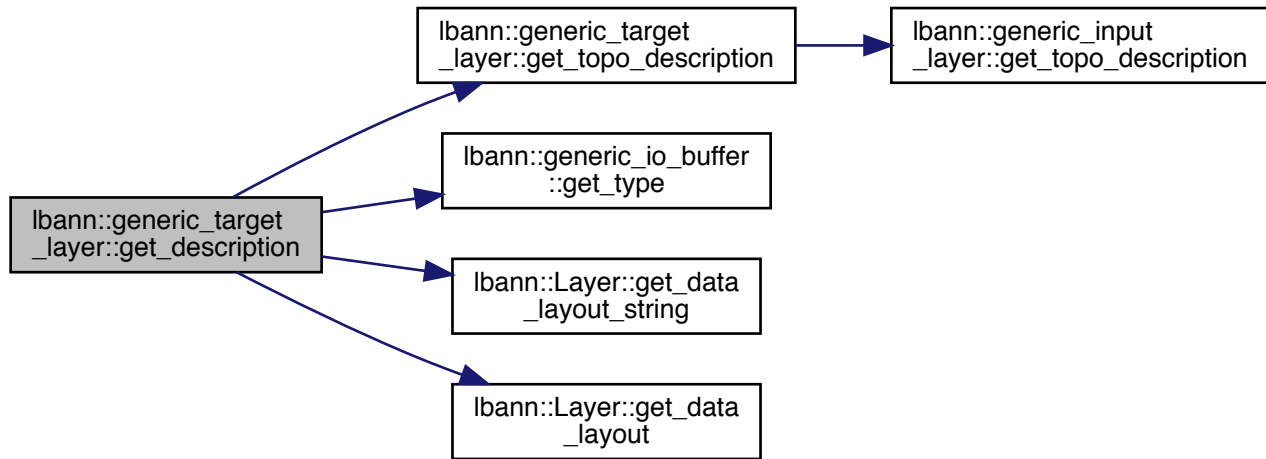 lbann::generic_target
_layer::get_topo_description
lbann::generic_input
_layer::get_topo_description
lbann::generic_io_buffer
::get_type
lbann::generic_target
_layer::get_description
lbann::Layer::get_data
_layout_string
lbann::Layer::get_data
_layout